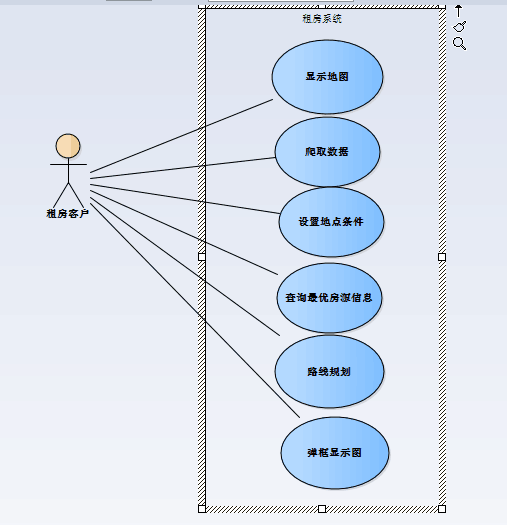 租房系统
显示地图
爬取数据
设置地点条件
租房客户
查询最优房源信息
路线规划
弹框显示图